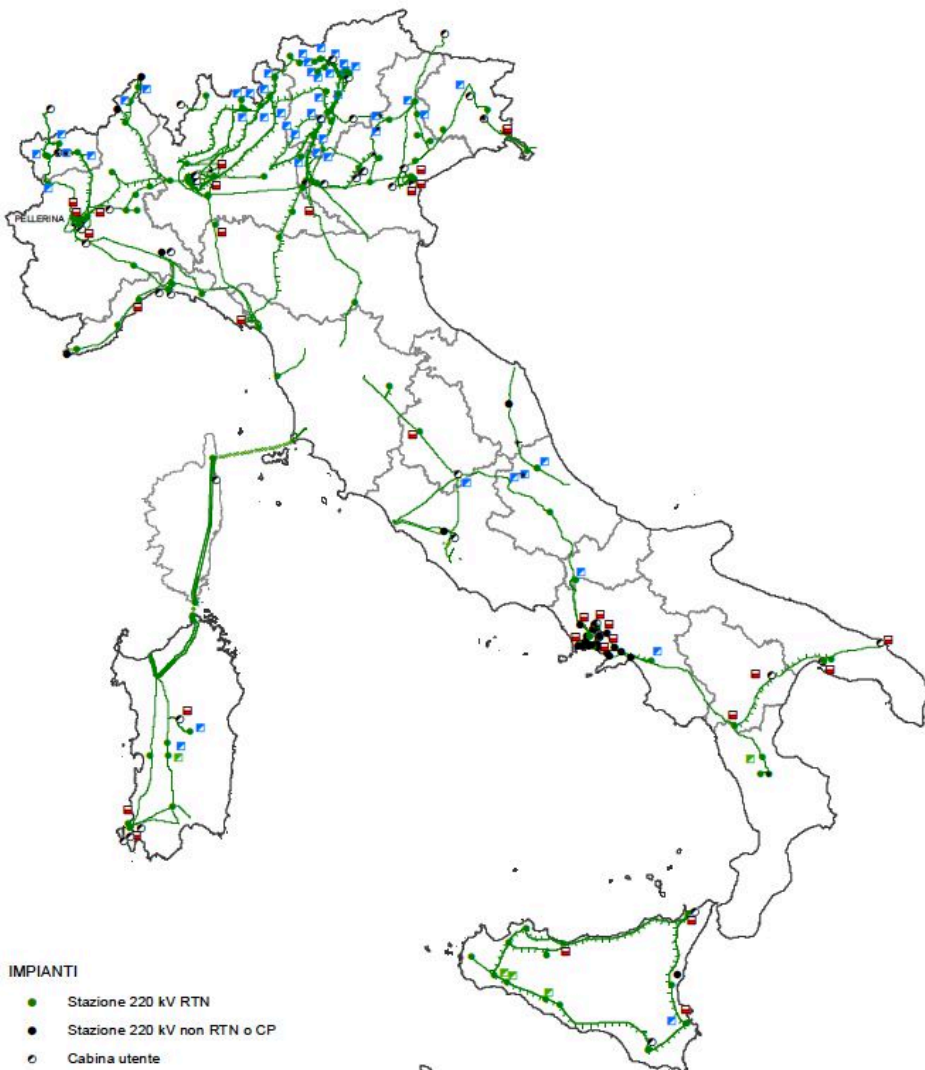 PELLERINA
IMPIANTI
Stazione 220 kV RTN
Stazione 220 kV non RTN o CP
Cabina utente